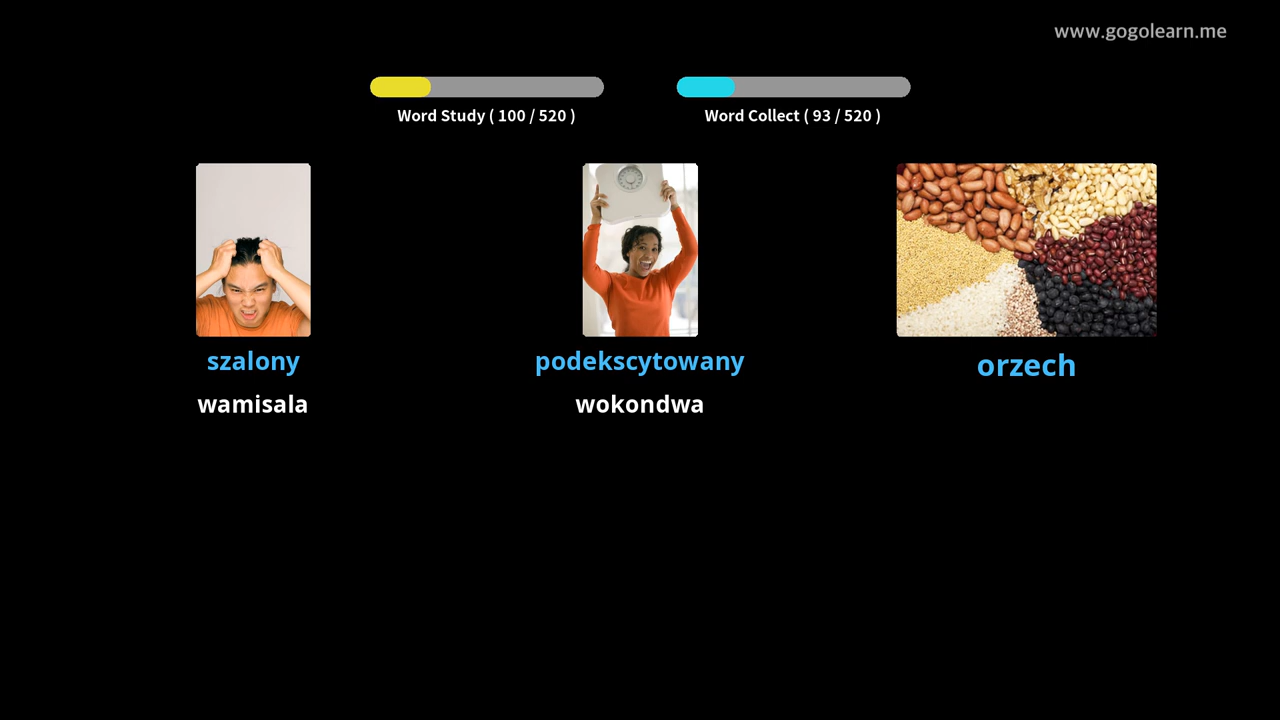 www.gogolearn.me
Word Study ( 100 / 520 )
Word Collect ( 93 / 520 )
szalony
podekscytowany
orzech
wamisala
wokondwa